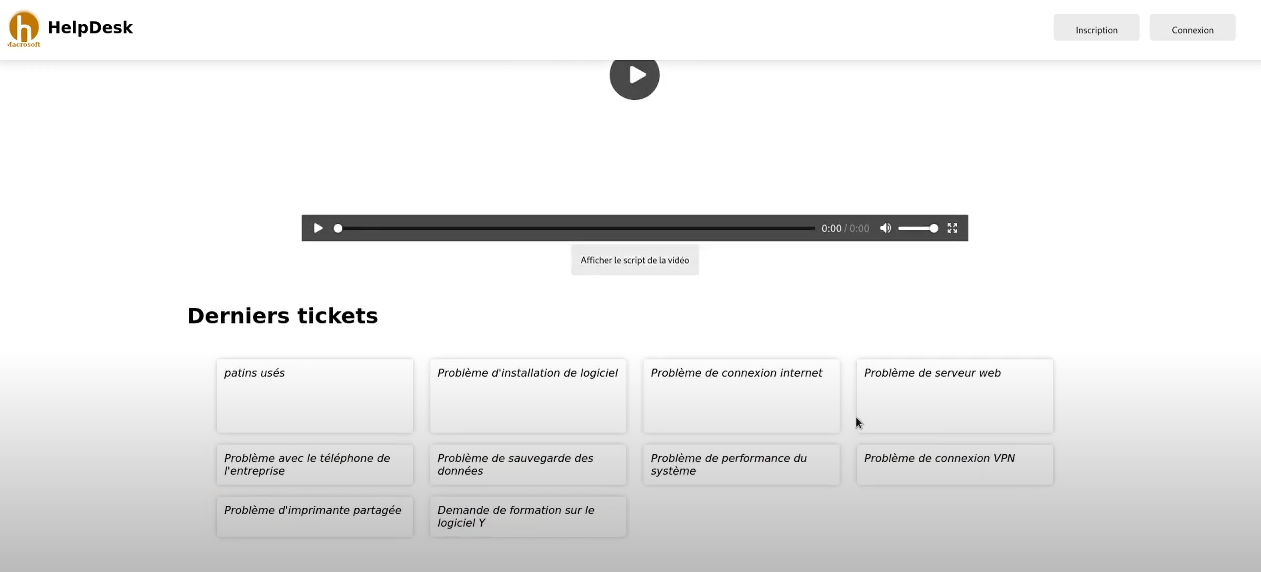 HelpDesk
Macrosoft
Inscription
Connexion
0:00 / 0:00
Afficher le script de la vidéo
Derniers tickets
patins usés
Problème d'installation de logiciel
Problème de connexion internet
Problème de serveur web
Problème avec le téléphone de
l'entreprise
Problème de sauvegarde des
données
Problème de performance du
système
Problème de connexion VPN
Problème d'imprimante partagée
Demande de formation sur le
logiciel Y